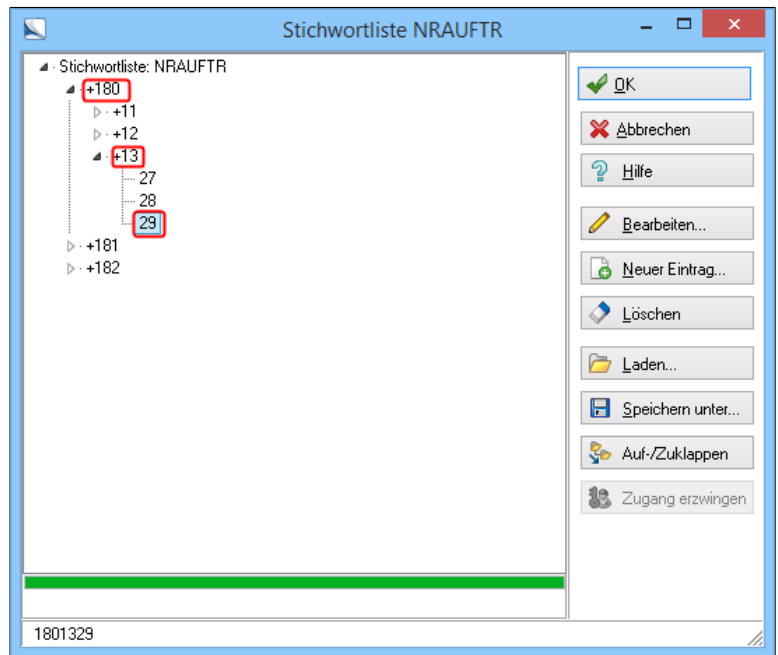 Stichwortliste NRAUFTR
Stichwortliste: NRAUFTR
+180
+11
+12
+13
27
28
29
+181
+182
OK
Abbrechen
Hilfe
Bearbeiten...
Neuer Eintrag...
Löschen
Laden...
Speichern unter...
Auf-/Zuklappen
Zugang erzwingen
1801329